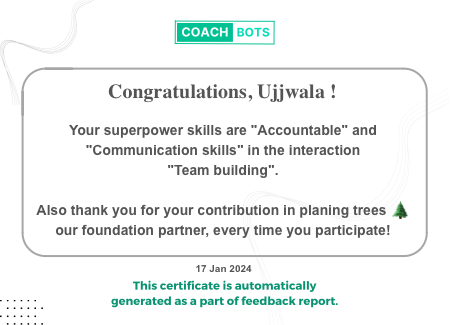 COACH BOTS
Congratulations, Ujjwala !
Your superpower skills are "Accountable" and
"Communication skills" in the interaction
"Team building".
Also thank you for your contribution in planing trees 🌲
our foundation partner, every time you participate!
17 Jan 2024
This certificate is automatically
generated as a part of feedback report.